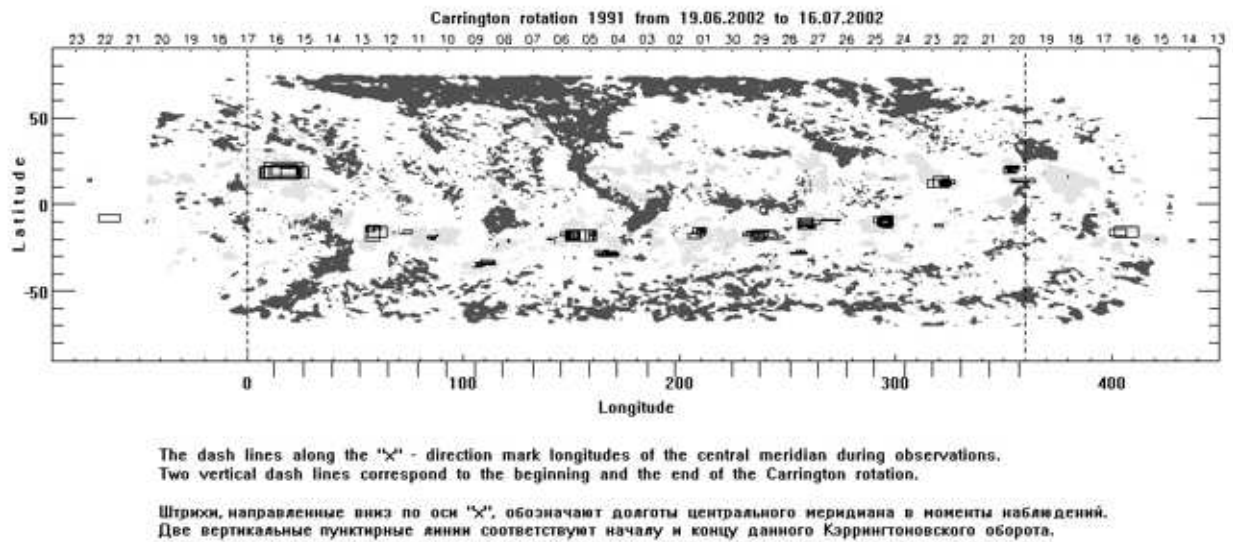 Carrington rotation 1991 from 19.06.2002 to 16.07.2002
23 22 21 20 19 18 17 16 15 14 13 12 11 10 09 08 07 06 05 04 03 02 01 30 29 28 27 26 25 24 23 22 21 20 19 18 17 16 15 14 13
50
0
-50
Latitude
0 100 200 300 400
Longitude
The dash lines along the "x" - direction mark longitudes of the central meridian during observations.
Two vertical dash lines correspond to the beginning and the end of the Carrington rotation.
Штрихи, направленные вниз по оси "x", обозначают долготы центрального меридиана в моменты наблюдений.
Две вертикальные пунктирные линии соответствуют началу и концу данного Кэррингтоновского оборота.